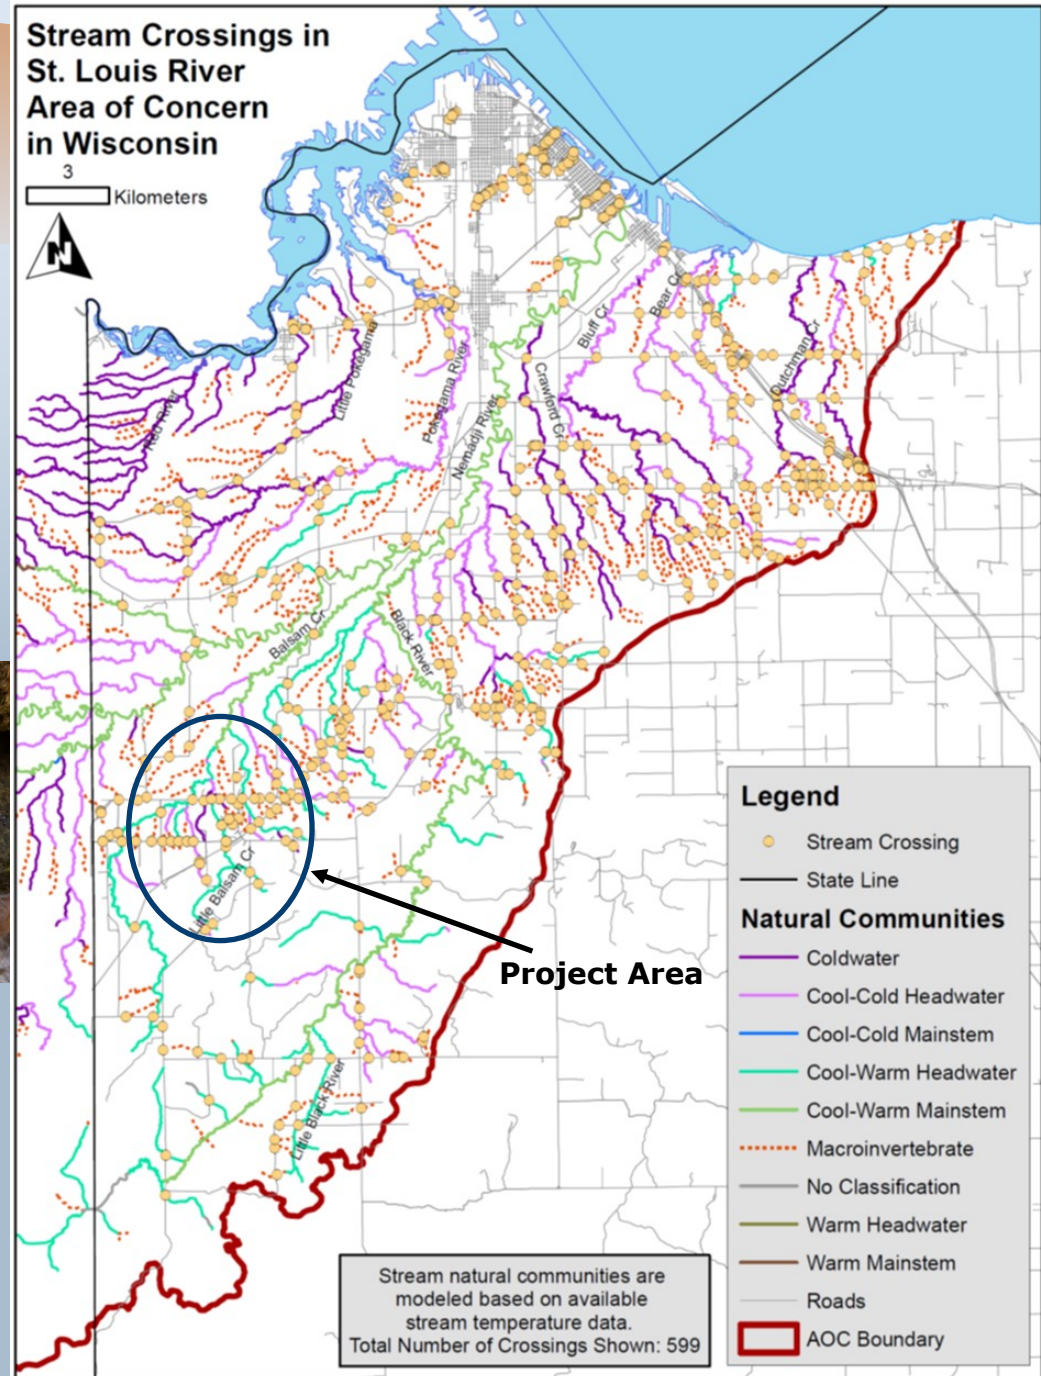 Stream Crossings in
St. Louis River
Area of Concern
in Wisconsin
3
Kilometers
N
Red River
Little Pokegama
Pokegama River
Nemadji River
Crawford Cr
Bluff Cr
Bear Cr
Dutchman Cr
Balsam Cr
Black River
Little Balsam Cr
Project Area
Little Black River
Legend
Stream Crossing
State Line
Natural Communities
Coldwater
Cool-Cold Headwater
Cool-Cold Mainstem
Cool-Warm Headwater
Cool-Warm Mainstem
Macroinvertebrate
No Classification
Warm Headwater
Warm Mainstem
Roads
AOC Boundary
Stream natural communities are
modeled based on available
stream temperature data.
Total Number of Crossings Shown: 599